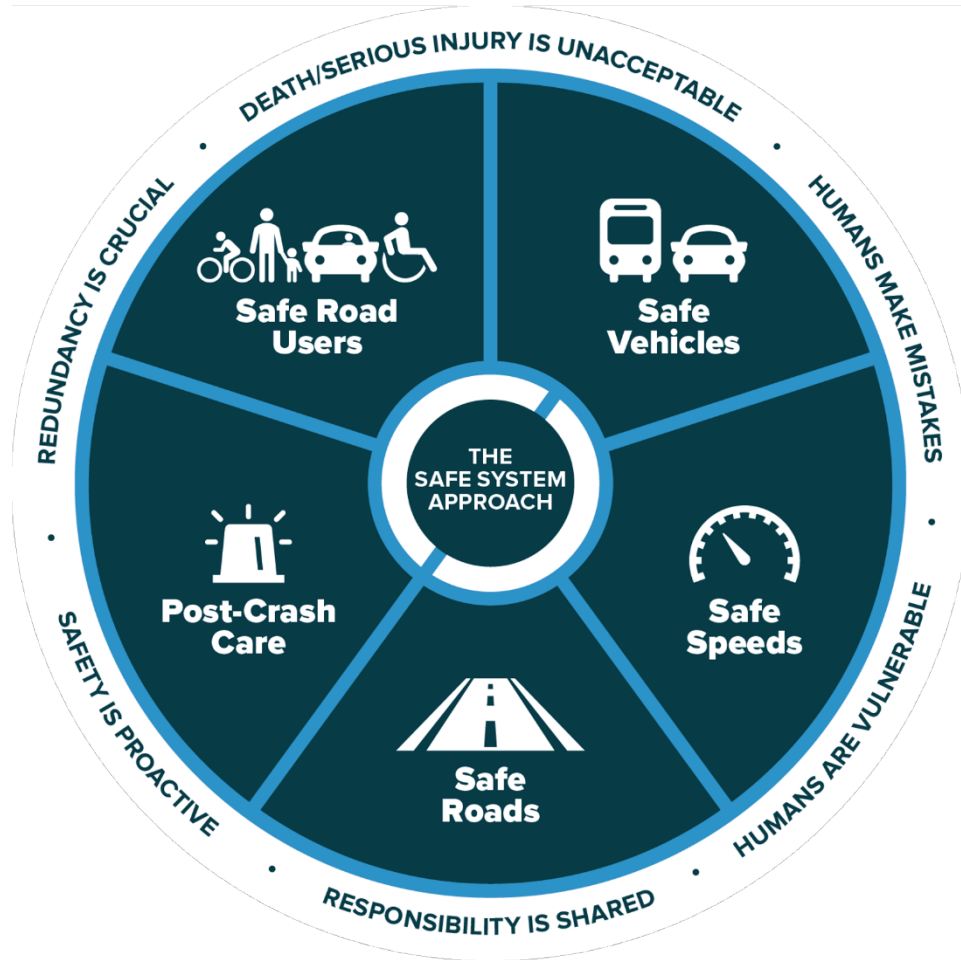 DEATH/SERIOUS INJURY IS UNACCEPTABLE
HUMANS MAKE MISTAKES
HUMANS ARE VULNERABLE
RESPONSIBILITY IS SHARED
SAFETY IS PROACTIVE
REDUNDANCY IS CRUCIAL
Safe Road
Users
Safe
Vehicles
Safe
Speeds
Safe
Roads
Post-Crash
Care
THE
SAFE SYSTEM
APPROACH